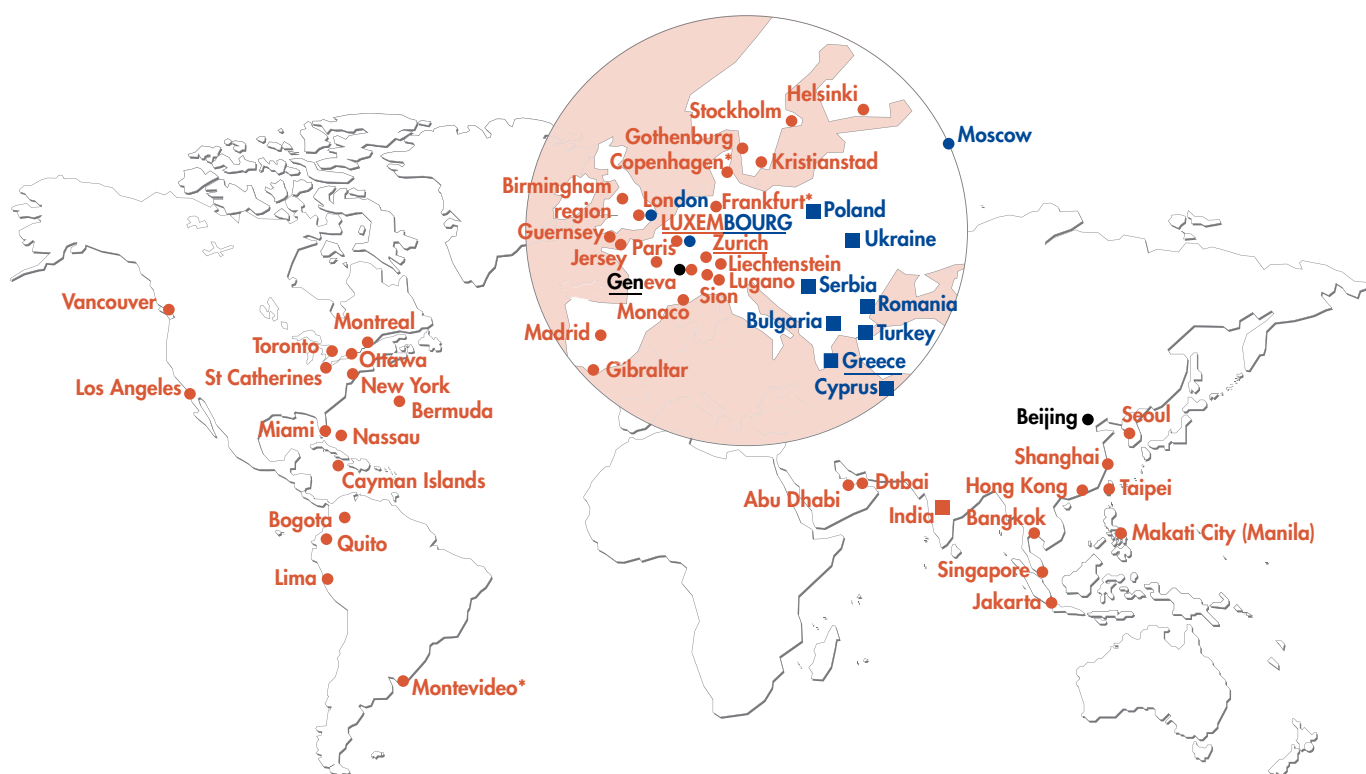 Helsinki
Stockholm
Moscow
Gothenburg
Copenhagen*
Kristianstad
Birmingham
region
London
Frankfurt*
Poland
LUXEMBOURG
Guernsey
Ukraine
Jersey
Paris
Zurich
Liechtenstein
Geneva
Lugano
Serbia
Sion
Monaco
Romania
Bulgaria
Turkey
Madrid
Greece
Gibraltar
Cyprus
Vancouver
Montreal
Toronto
Ottawa
St Catherines
Los Angeles
New York
Bermuda
Miami
Nassau
Cayman Islands
Bogota
Quito
Lima
Montevideo*
Beijing
Seoul
Shanghai
Dubai
Abu Dhabi
Hong Kong
Taipei
India
Bangkok
Makati City (Manila)
Singapore
Jakarta